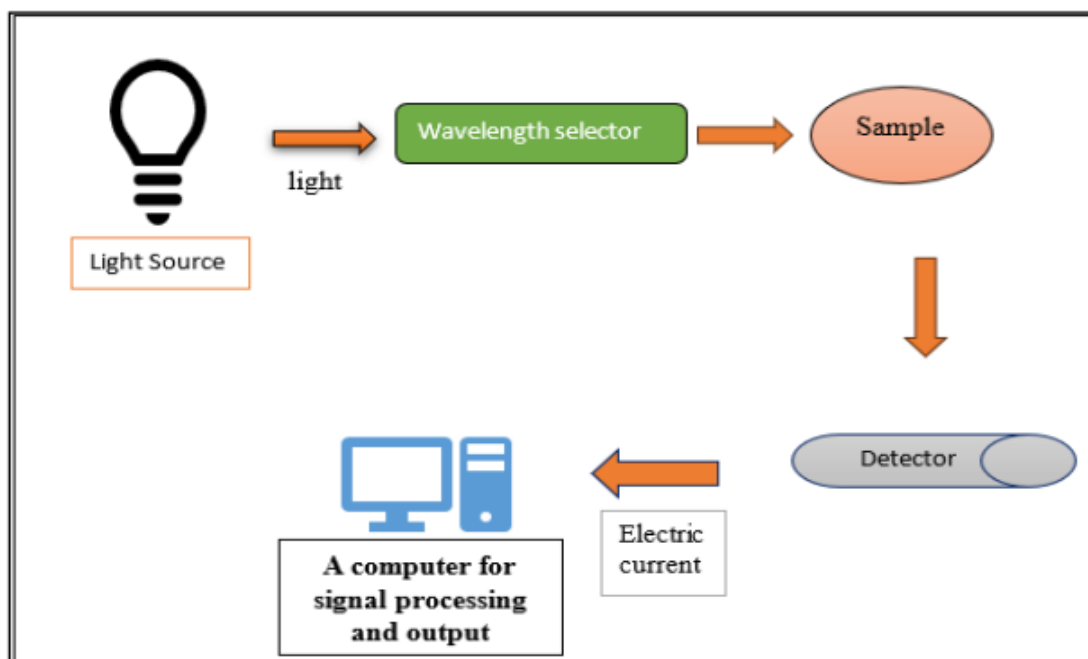 Wavelength selector
Sample
light
Light Source
Detector
Electric
current
A computer for
signal processing
and output